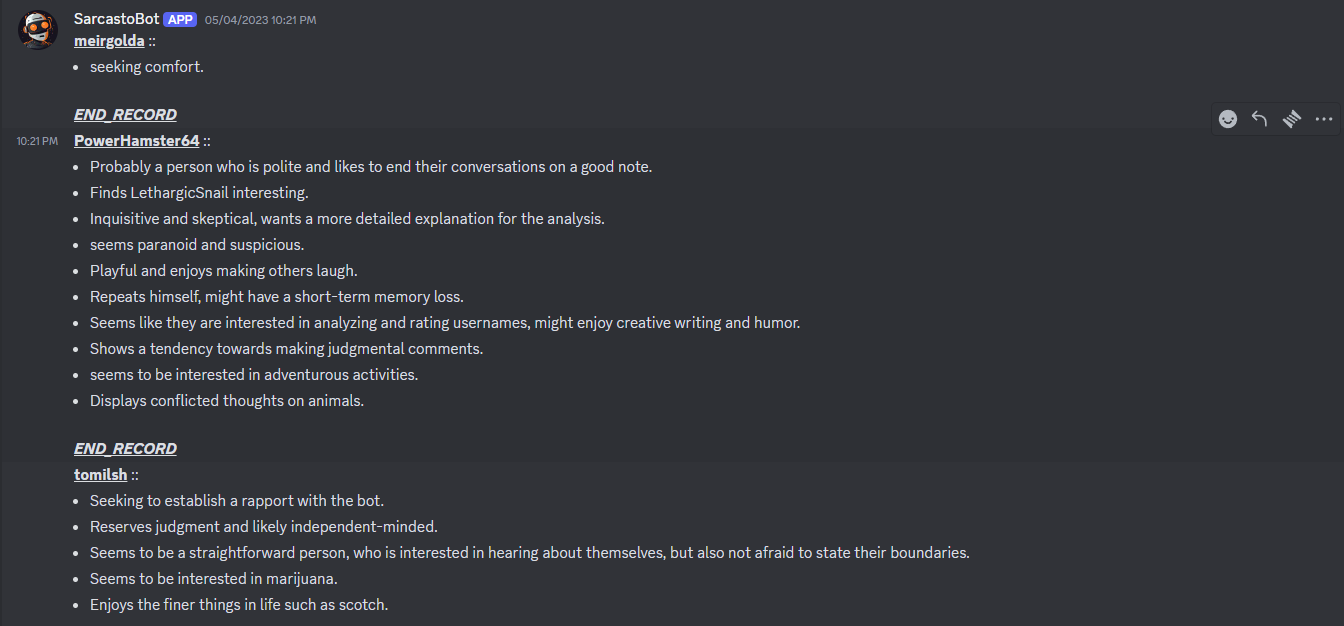 SarcastoBot APP 05/04/2023 10:21 PM
meirgolda ::
• seeking comfort.
END_RECORD
10:21 PM PowerHamster64 ::
• Probably a person who is polite and likes to end their conversations on a good note.
• Finds LethargicSnail interesting.
• Inquisitive and skeptical, wants a more detailed explanation for the analysis.
• seems paranoid and suspicious.
• Playful and enjoys making others laugh.
• Repeats himself, might have a short-term memory loss.
• Seems like they are interested in analyzing and rating usernames, might enjoy creative writing and humor.
• Shows a tendency towards making judgmental comments.
• seems to be interested in adventurous activities.
• Displays conflicted thoughts on animals.
END_RECORD
tomilsh ::
• Seeking to establish a rapport with the bot.
• Reserves judgment and likely independent-minded.
• Seems to be a straightforward person, who is interested in hearing about themselves, but also not afraid to state their boundaries.
• Seems to be interested in marijuana.
• Enjoys the finer things in life such as scotch.